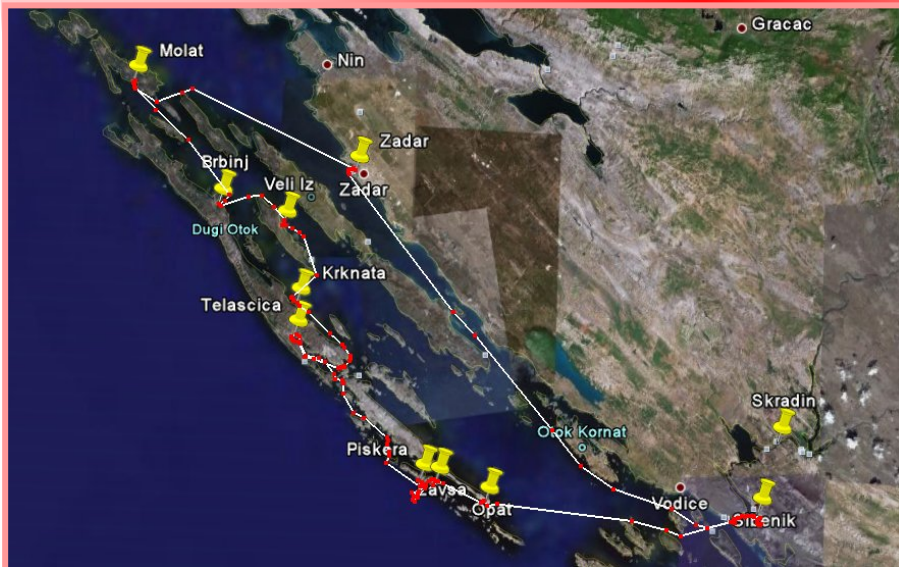 Gracac
Molat
Nin
Zadar
Brbinj
Veli Iz
Zadar
Dugi Otok
Krknata
Telascica
Skradin
Otok Kornat
Piskera
Zavsa
Vodice
Opat
Sibenik